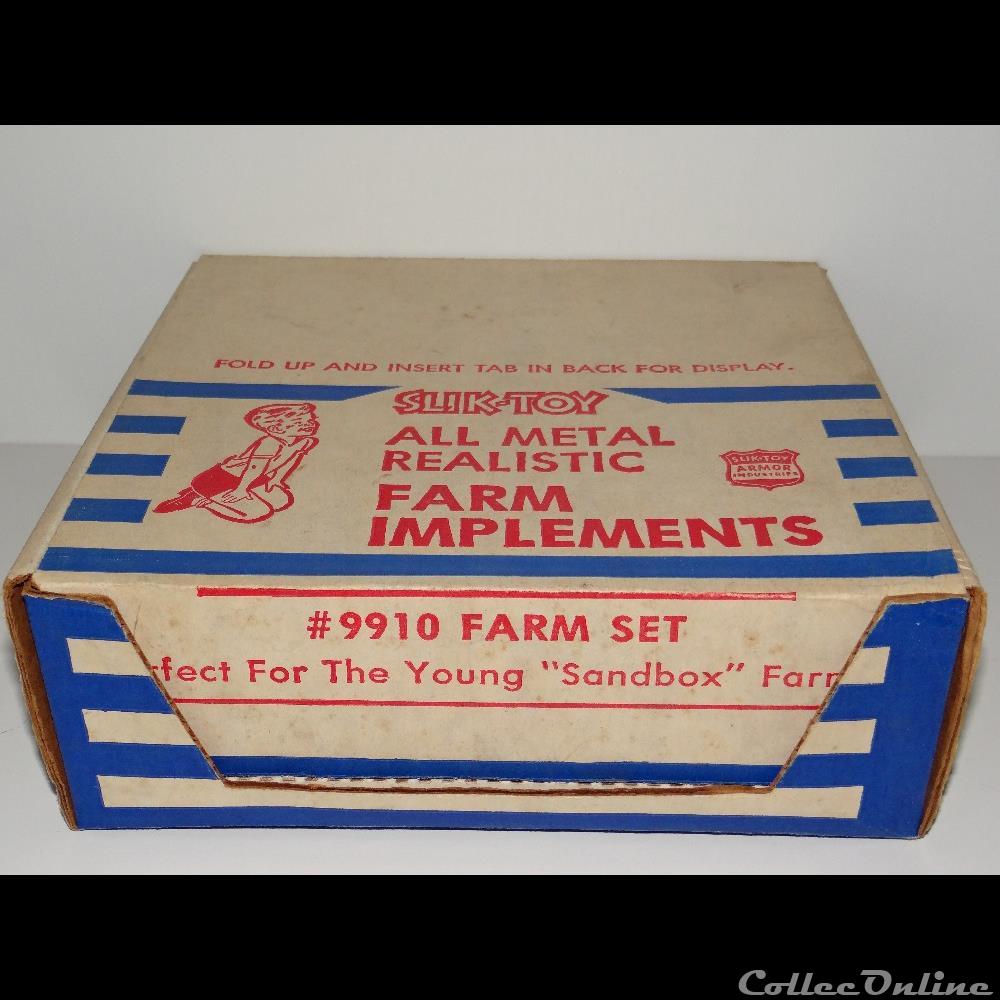 FOLD UP AND INSERT TAB IN BACK FOR DISPLAY.
SLIK-TOY
ALL METAL
REALISTIC
FARM
IMPLEMENTS
SLIK-TOY
ARMOR
INDUSTRIES
#9910 FARM SET
rfect For The Young "Sandbox" Farm
CollecOnline